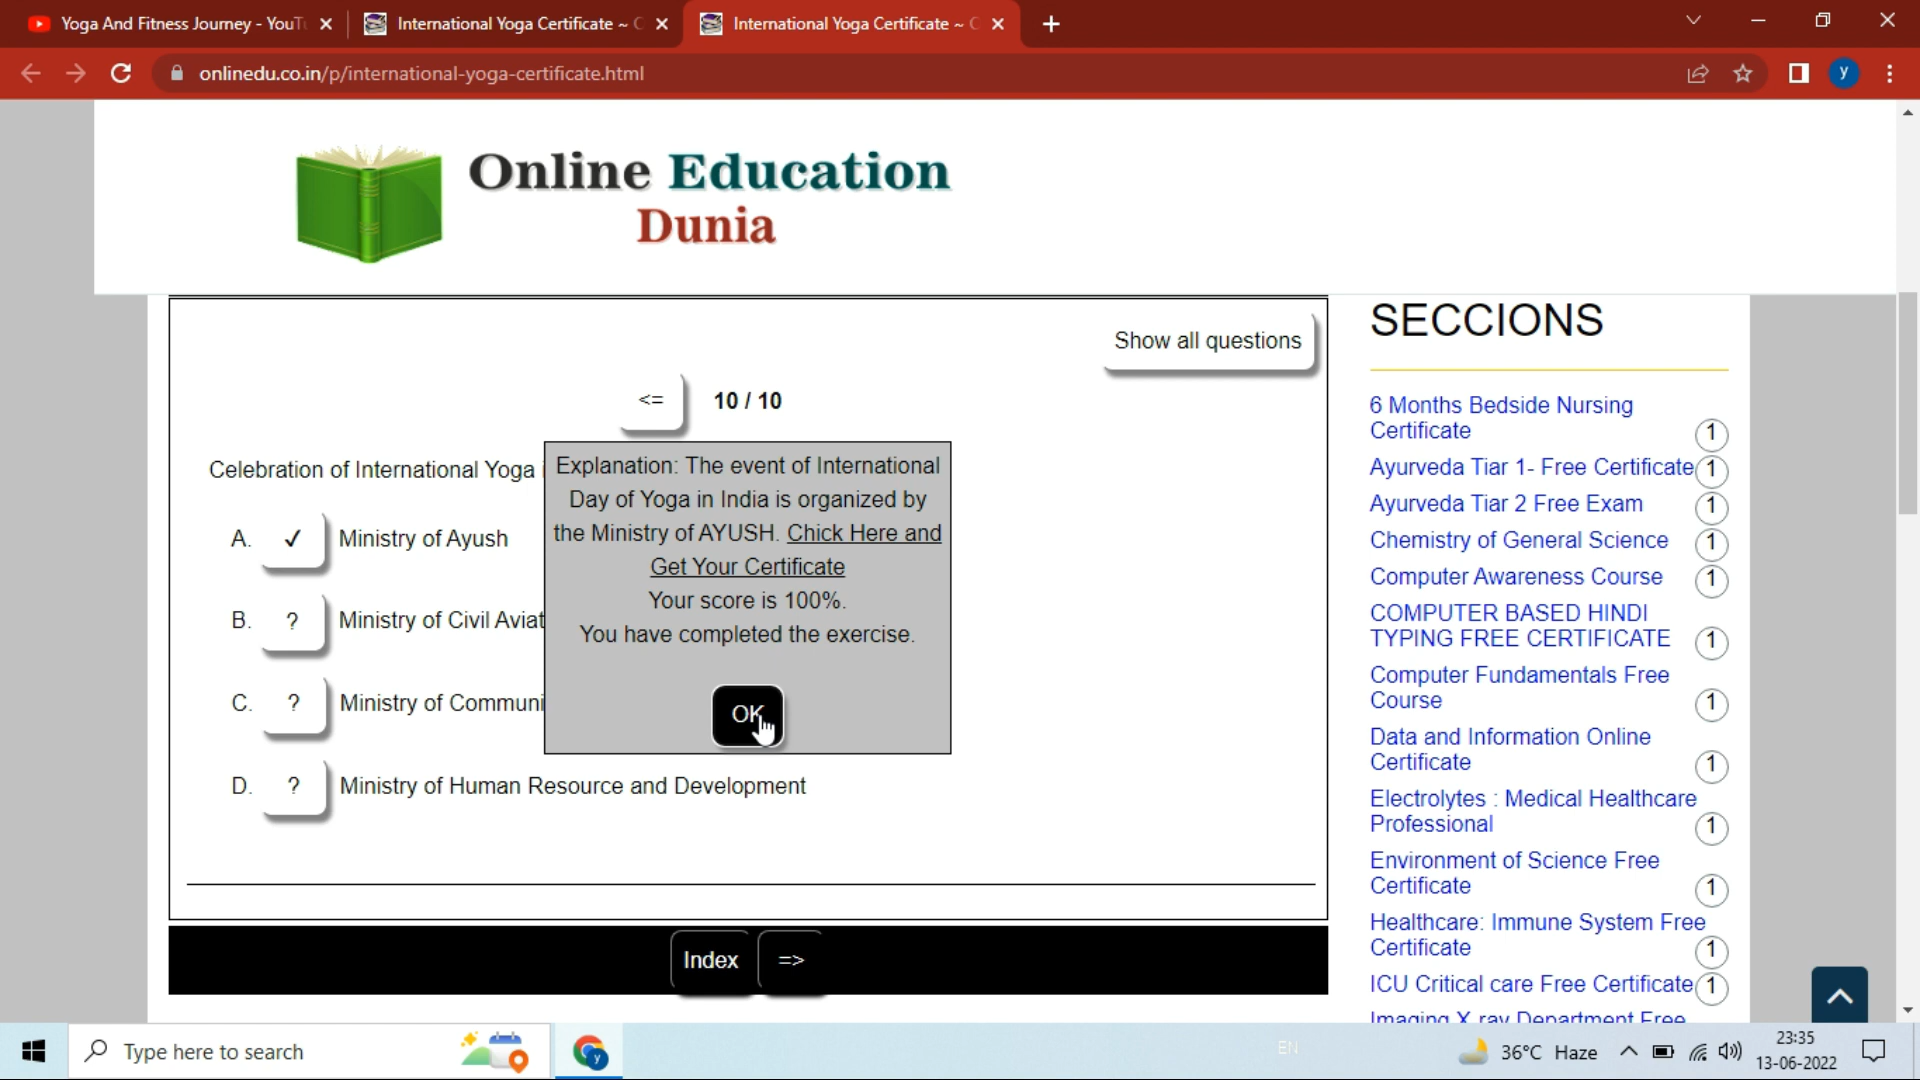 Yoga And Fitness Journey - YouTu
International Yoga Certificate ~ C
International Yoga Certificate ~ C
onlinedu.co.in/p/international-yoga-certificate.html
y
Online Education
Dunia
Show all questions
<= 10 / 10
Celebration of International Yoga
A. ✓ Ministry of Ayush
B. ? Ministry of Civil Aviat
C. ? Ministry of Communi
D. ? Ministry of Human Resource and Development
Explanation: The event of International
Day of Yoga in India is organized by
the Ministry of AYUSH. Chick Here and
Get Your Certificate
Your score is 100%.
You have completed the exercise.
OK
Index =>
SECCIONS
6 Months Bedside Nursing
Certificate 1
Ayurveda Tiar 1- Free Certificate 1
Ayurveda Tiar 2 Free Exam 1
Chemistry of General Science 1
Computer Awareness Course 1
COMPUTER BASED HINDI
TYPING FREE CERTIFICATE 1
Computer Fundamentals Free
Course 1
Data and Information Online
Certificate 1
Electrolytes : Medical Healthcare
Professional 1
Environment of Science Free
Certificate 1
Healthcare: Immune System Free
Certificate 1
ICU Critical care Free Certificate 1
Imaging X ray Department Free
Type here to search
y
EN
36°C Haze
23:35
13-06-2022